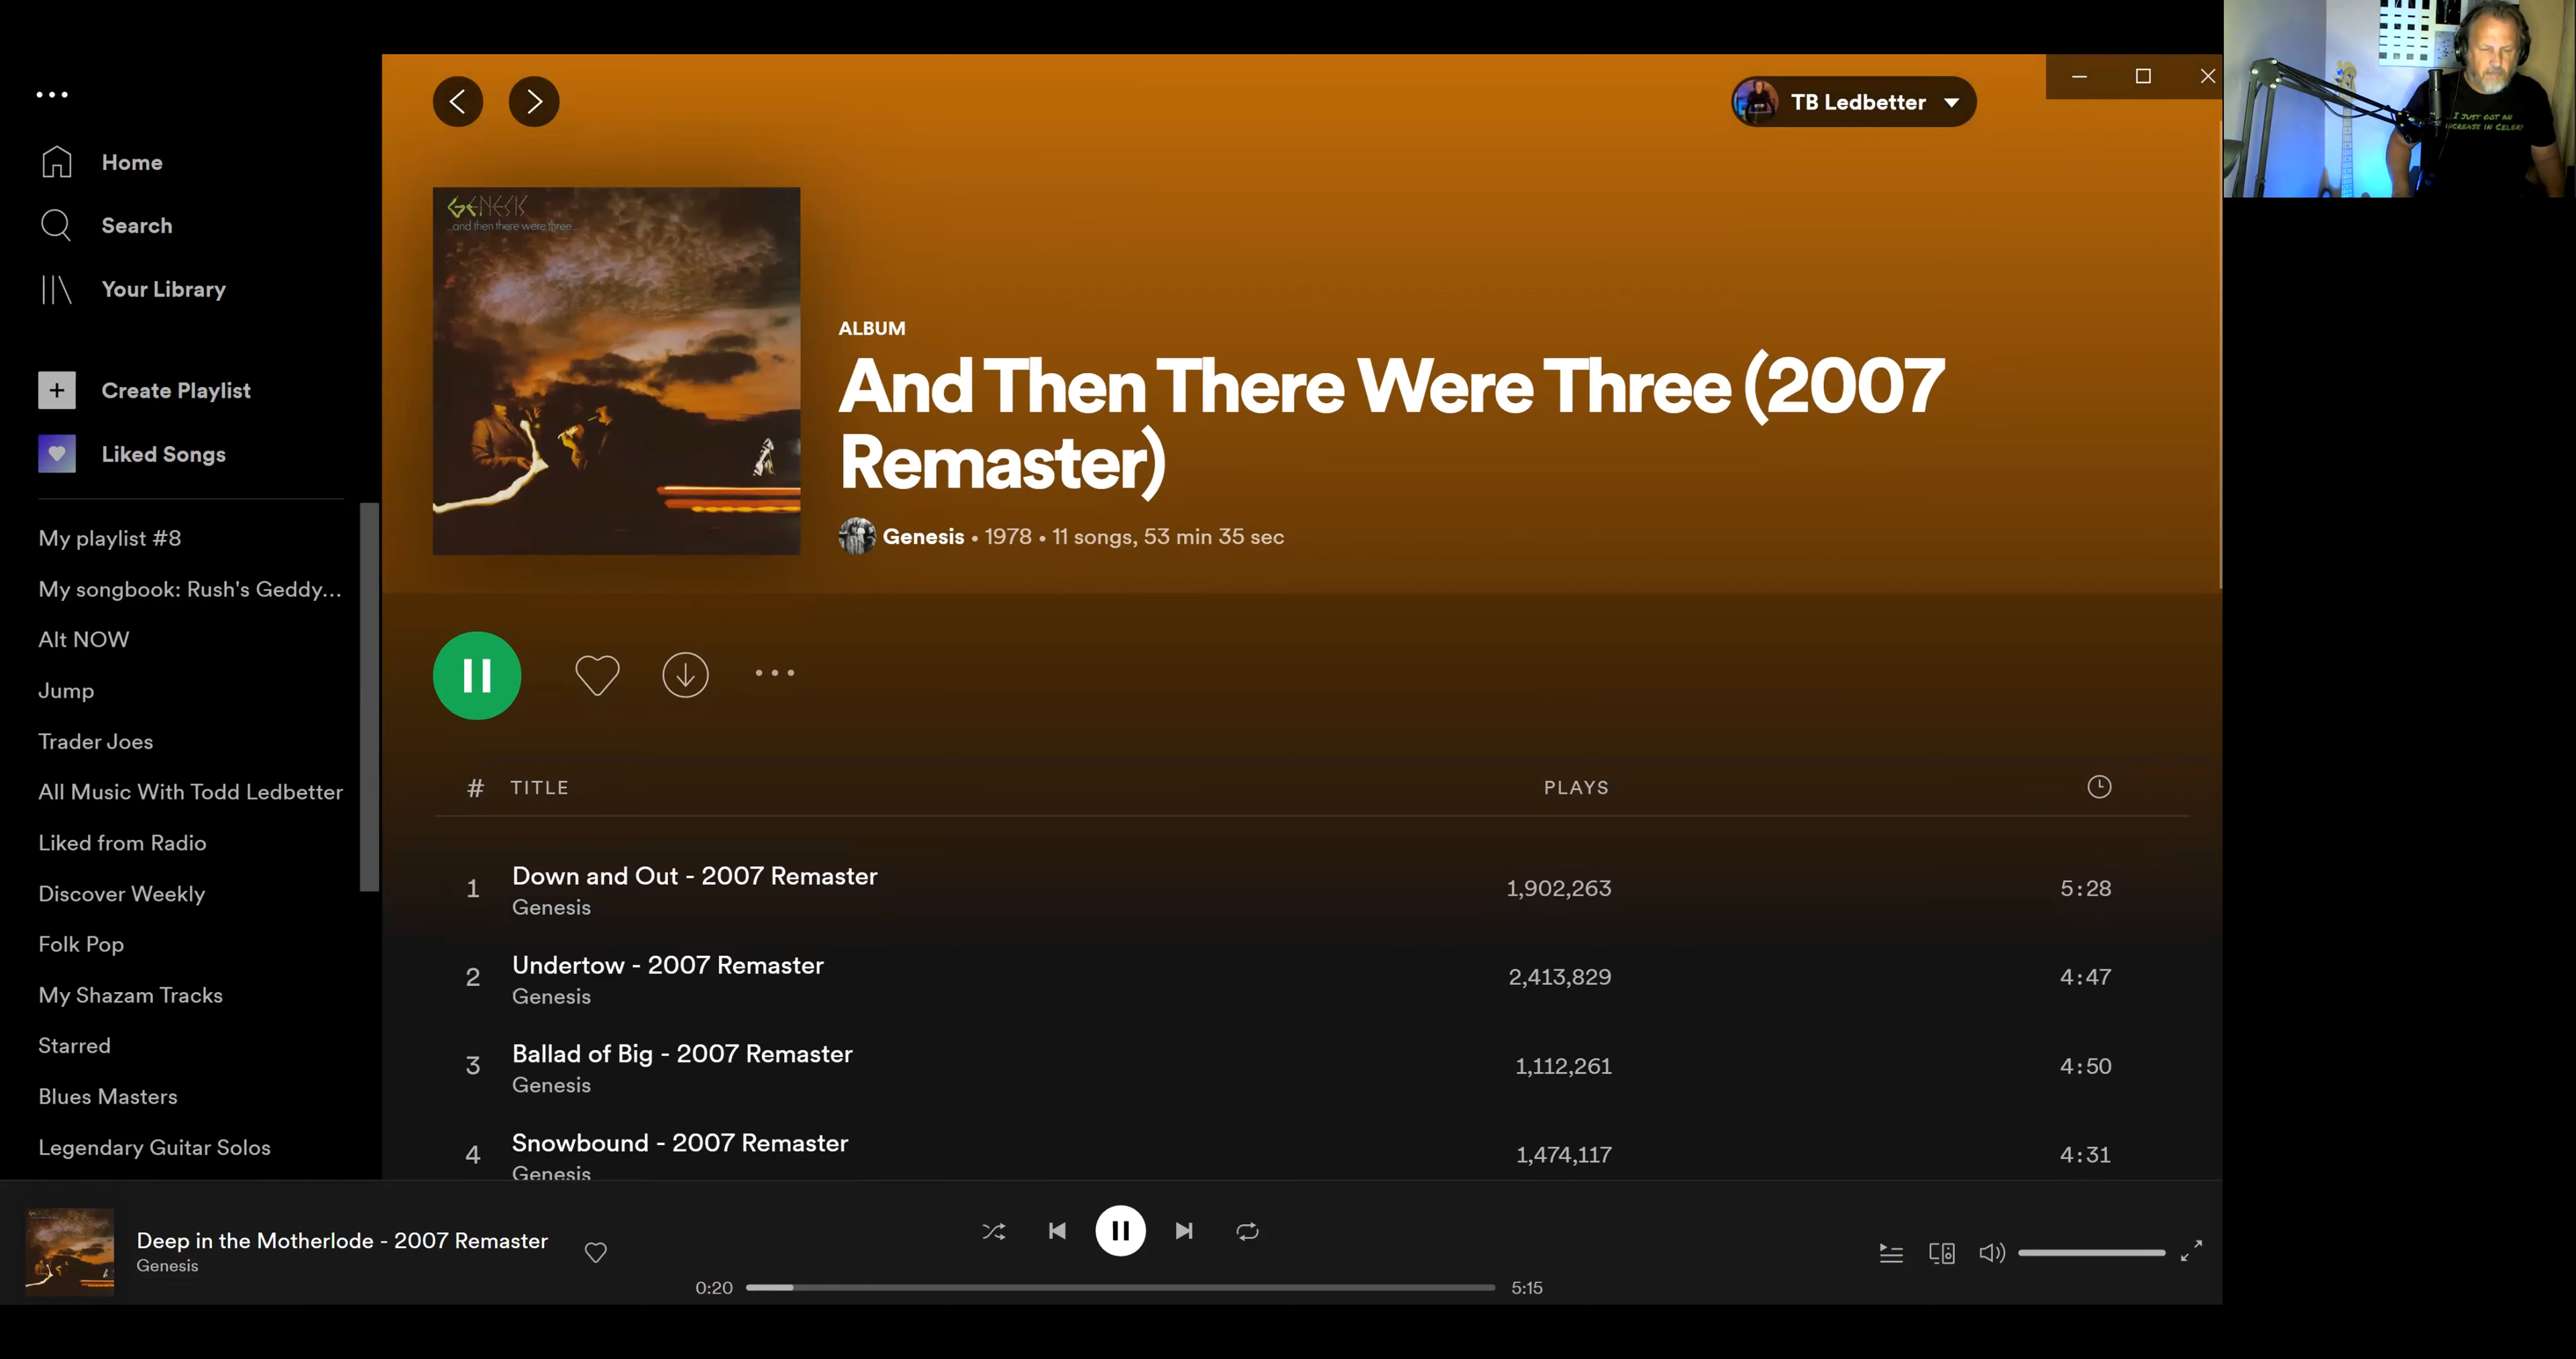 Home
Search
Your Library
Create Playlist
Liked Songs
My playlist #8
My songbook: Rush's Geddy...
Alt NOW
Jump
Trader Joes
All Music With Todd Ledbetter
Liked from Radio
Discover Weekly
Folk Pop
My Shazam Tracks
Starred
Blues Masters
Legendary Guitar Solos
TB Ledbetter
GENESIS
...and then there were three...
ALBUM
And Then There Were Three (2007
Remaster)
Genesis • 1978 • 11 songs, 53 min 35 sec
# TITLE PLAYS
1 Down and Out - 2007 Remaster 1,902,263 5:28
Genesis
2 Undertow - 2007 Remaster 2,413,829 4:47
Genesis
3 Ballad of Big - 2007 Remaster 1,112,261 4:50
Genesis
4 Snowbound - 2007 Remaster 1,474,117 4:31
Genesis
Deep in the Motherlode - 2007 Remaster
Genesis
0:20 5:15
I JUST GOT AN
INCREASE IN